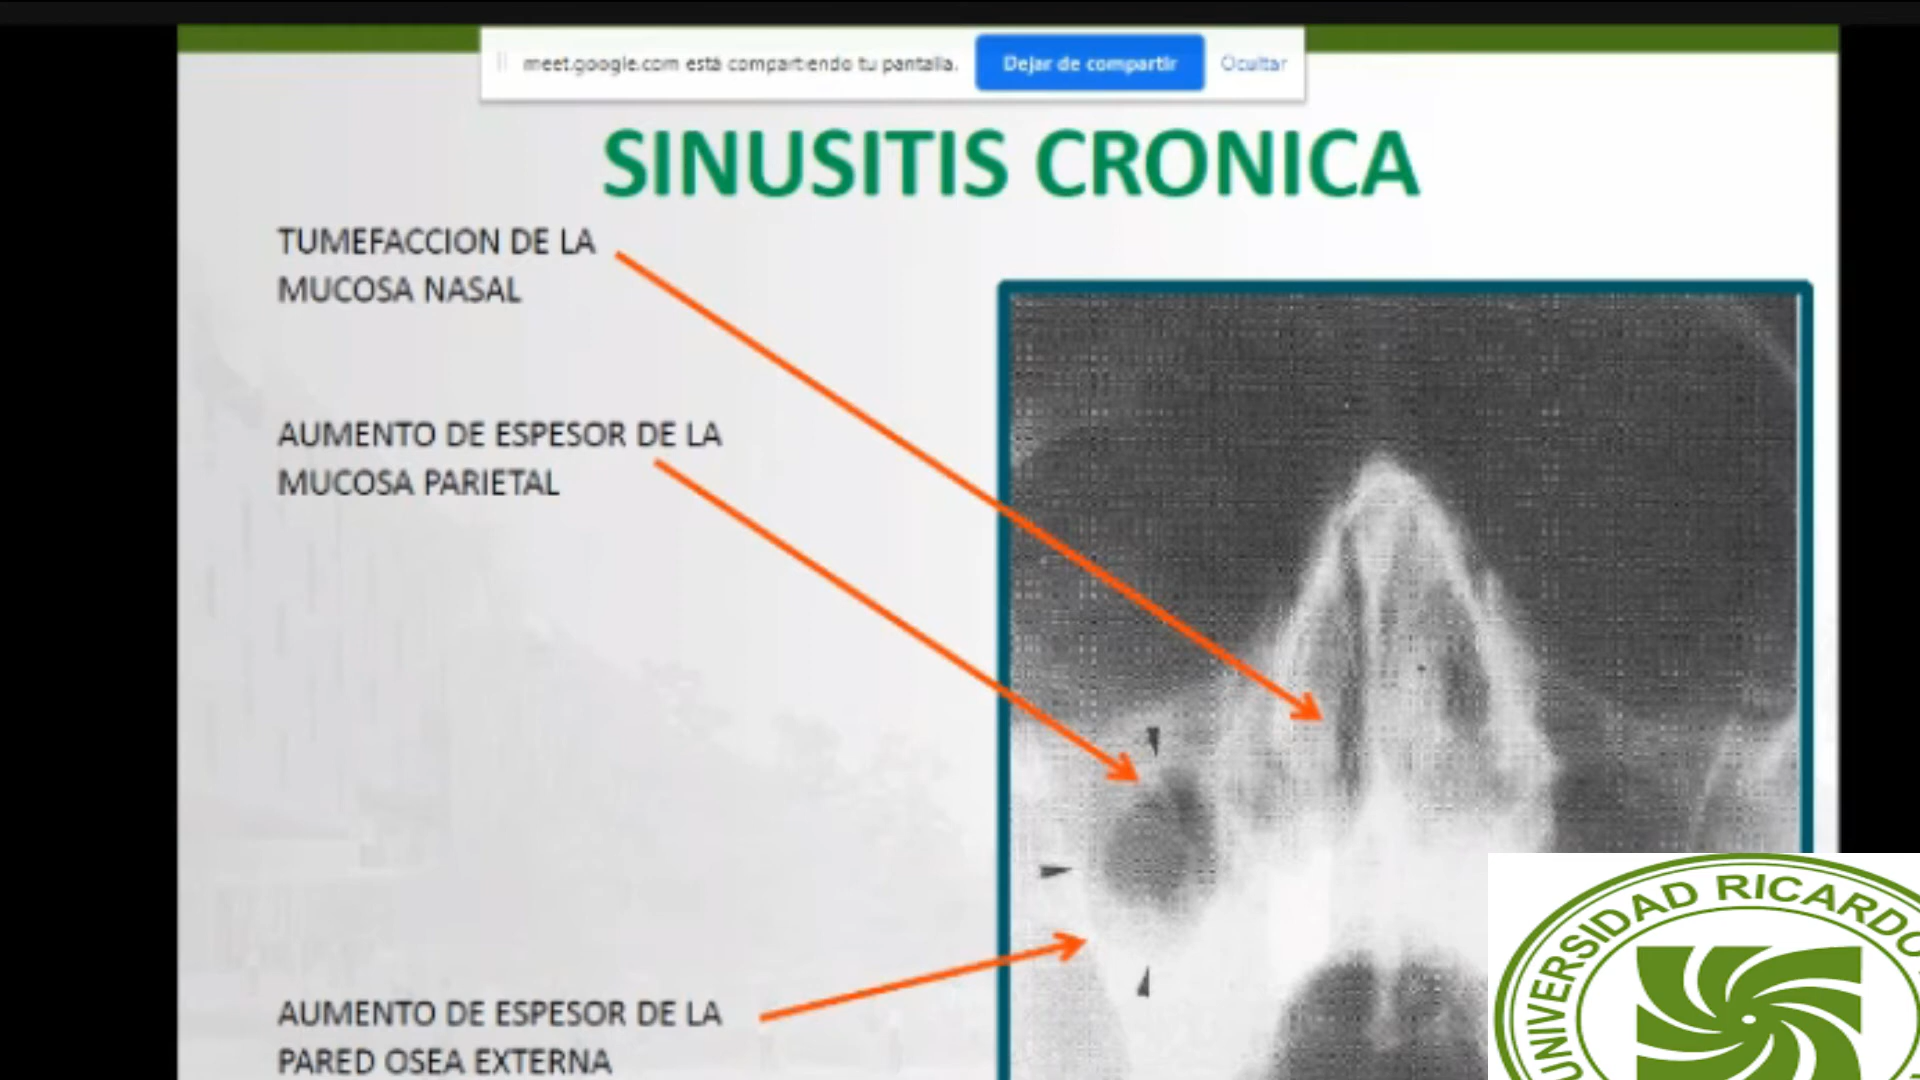 meet.google.com está compartiendo tu pantalla.
Dejar de compartir
Ocultar
SINUSITIS CRONICA
TUMEFACCION DE LA
MUCOSA NASAL
AUMENTO DE ESPESOR DE LA
MUCOSA PARIETAL
AUMENTO DE ESPESOR DE LA
PARED OSEA EXTERNA
UNIVERSIDAD RICARDO